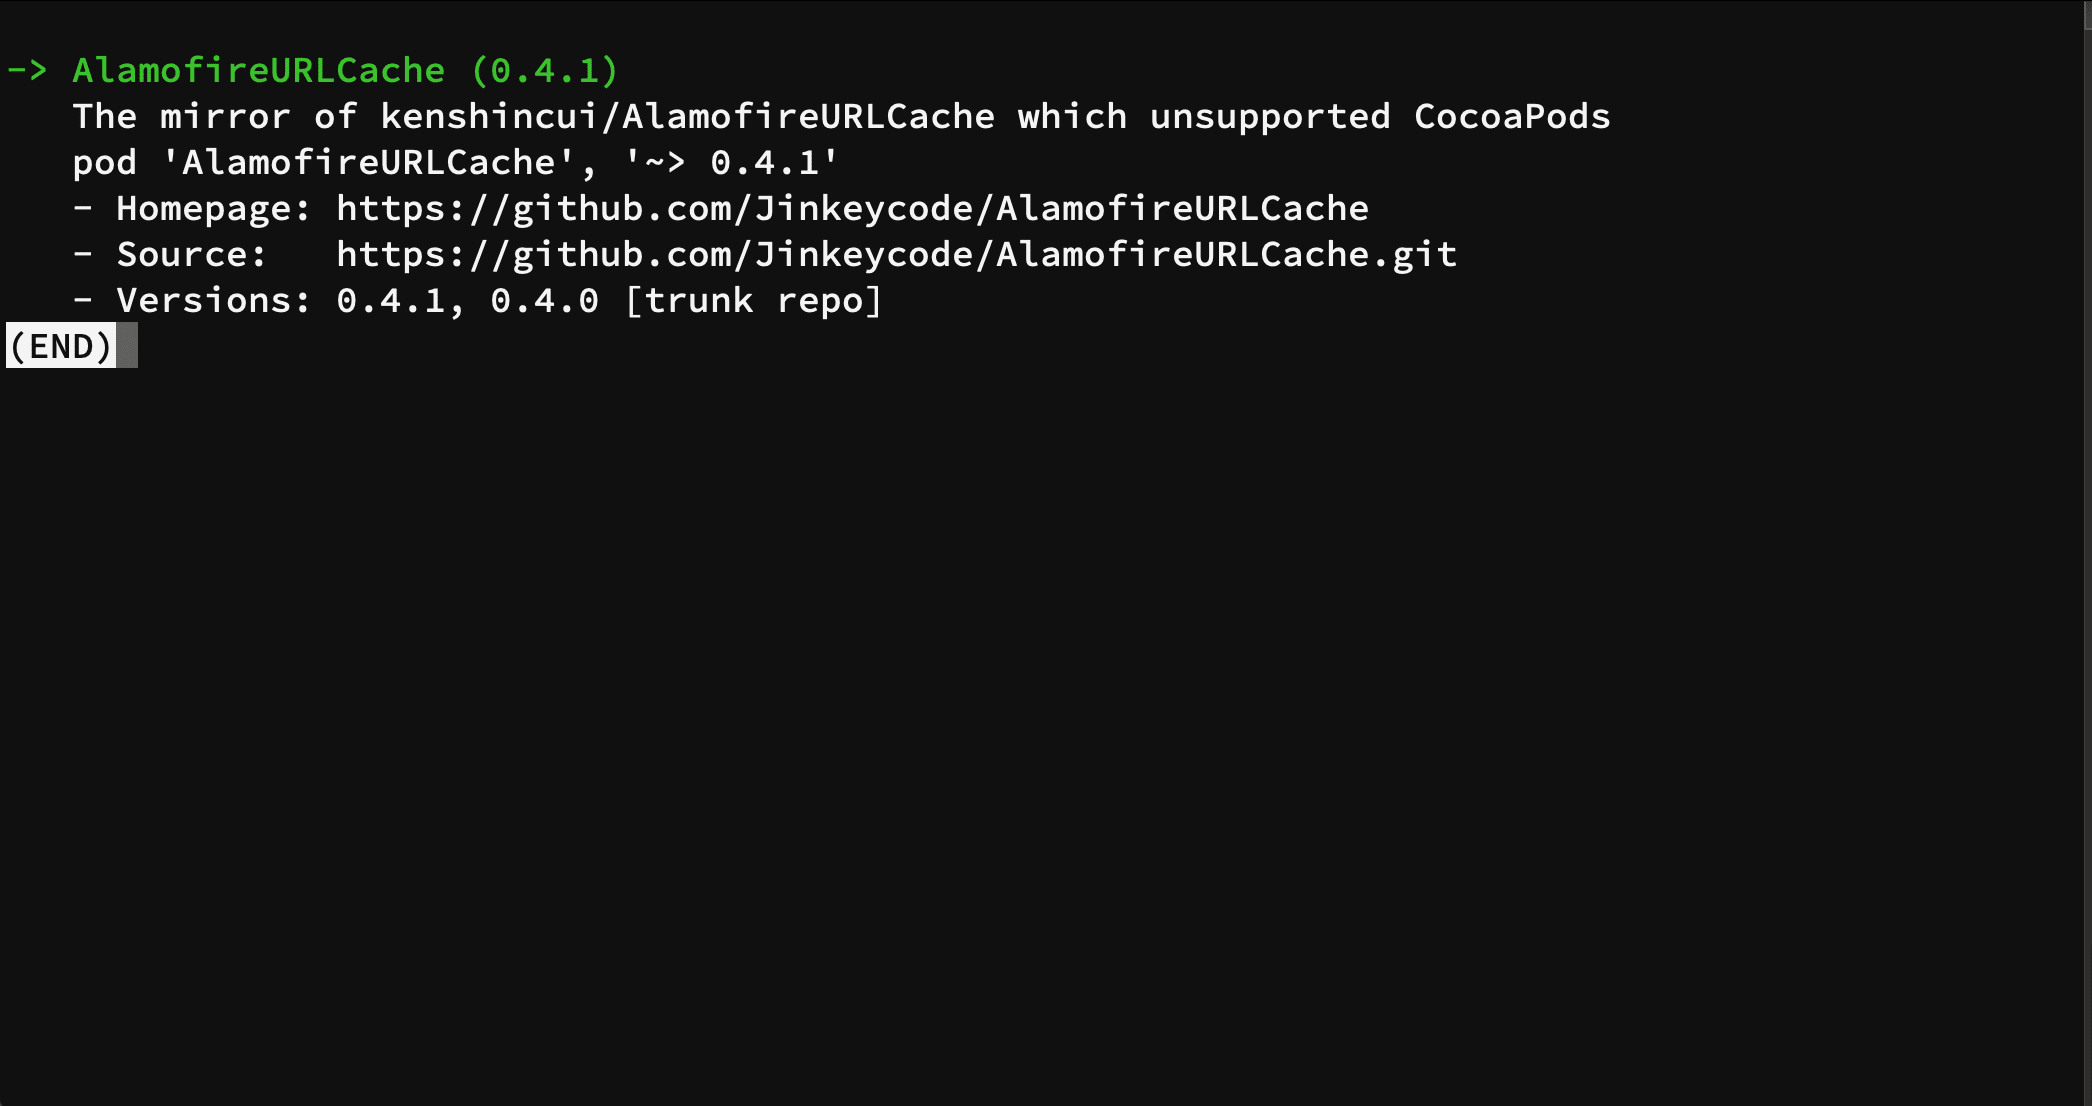 -> AlamofireURLCache (0.4.1)
The mirror of kenshincui/AlamofireURLCache which unsupported CocoaPods
pod 'AlamofireURLCache', '~> 0.4.1'
- Homepage: https://github.com/Jinkeycode/AlamofireURLCache
- Source:   https://github.com/Jinkeycode/AlamofireURLCache.git
- Versions: 0.4.1, 0.4.0 [trunk repo]
(END)